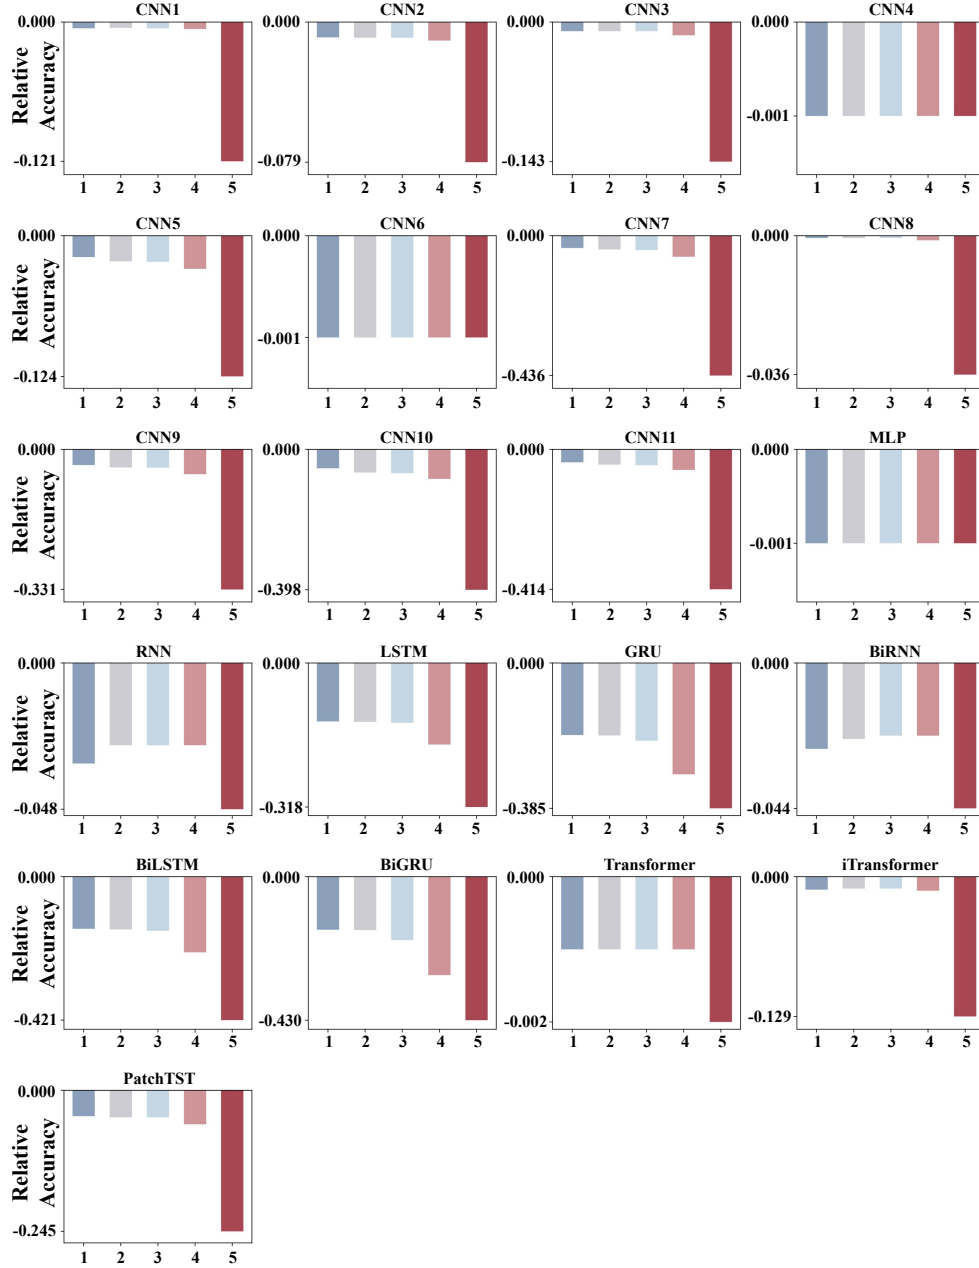 CNN1 CNN2 CNN3 CNN4
Relative Accuracy
0.000 0.000 0.000 0.000
-0.121 -0.079 -0.143 -0.001
1 2 3 4 5 1 2 3 4 5 1 2 3 4 5 1 2 3 4 5
CNN5 CNN6 CNN7 CNN8
Relative Accuracy
0.000 0.000 0.000 0.000
-0.124 -0.001 -0.436 -0.036
1 2 3 4 5 1 2 3 4 5 1 2 3 4 5 1 2 3 4 5
CNN9 CNN10 CNN11 MLP
Relative Accuracy
0.000 0.000 0.000 0.000
-0.331 -0.398 -0.414 -0.001
1 2 3 4 5 1 2 3 4 5 1 2 3 4 5 1 2 3 4 5
RNN LSTM GRU BiRNN
Relative Accuracy
0.000 0.000 0.000 0.000
-0.048 -0.318 -0.385 -0.044
1 2 3 4 5 1 2 3 4 5 1 2 3 4 5 1 2 3 4 5
BiLSTM BiGRU Transformer iTransformer
Relative Accuracy
0.000 0.000 0.000 0.000
-0.421 -0.430 -0.002 -0.129
1 2 3 4 5 1 2 3 4 5 1 2 3 4 5 1 2 3 4 5
PatchTST
Relative Accuracy
0.000
-0.245
1 2 3 4 5